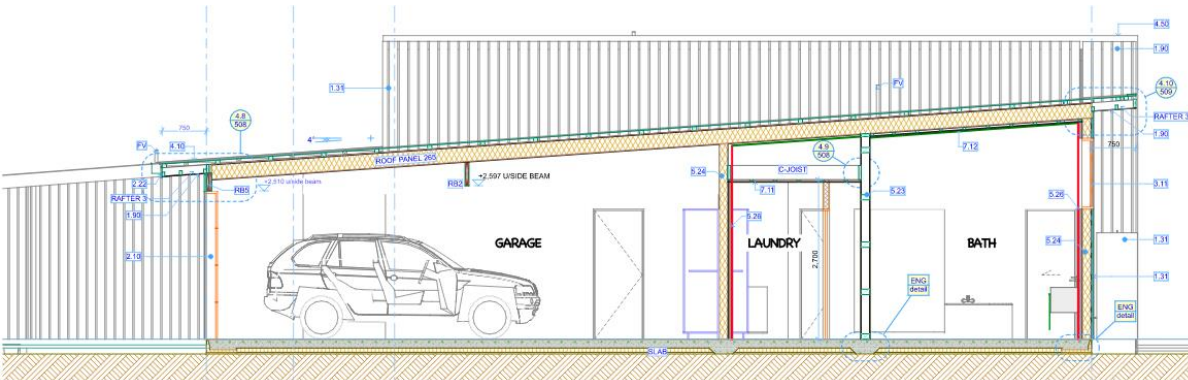 4.50
1.90
1.31
FV
4.10
509
4.8
508
RAFTER 3
750
4°
FV
4.10
1.90
4.9
508
7.12
750
ROOF PANEL 265
C-JOIST
+2,597 U/SIDE BEAM
2.22
RB5
+2,510 u/side beam
RB2
5.24
7.11
5.23
3.11
RAFTER 3
5.26
1.90
5.26
GARAGE
LAUNDRY
BATH
5.24
1.31
2.10
2,700
1.31
ENG
detail
ENG
detail
SLAB